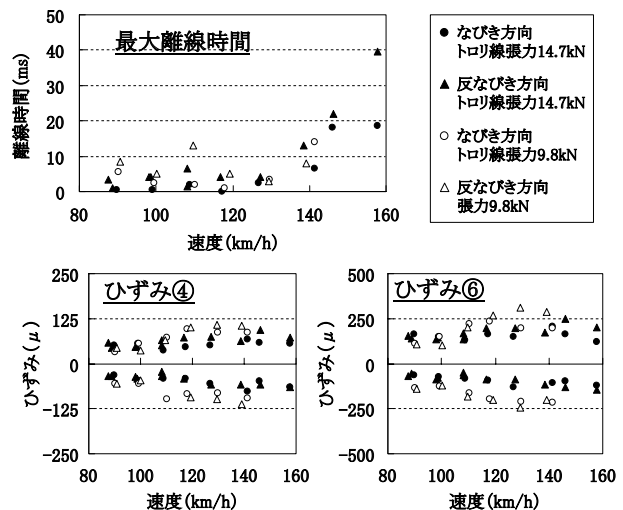 最大離線時間
50
40
30
20
10
0
離線時間(ms)
80
100
120
140
160
速度(km/h)
● なびき方向
トロリ線張力14.7kN
▲ 反なびき方向
トロリ線張力14.7kN
○ なびき方向
トロリ線張力9.8kN
△ 反なびき方向
張力9.8kN
ひずみ④
250
125
0
-125
-250
ひずみ(μ)
80
100
120
140
160
速度(km/h)
ひずみ⑥
500
250
0
-250
-500
ひずみ(μ)
80
100
120
140
160
速度(km/h)